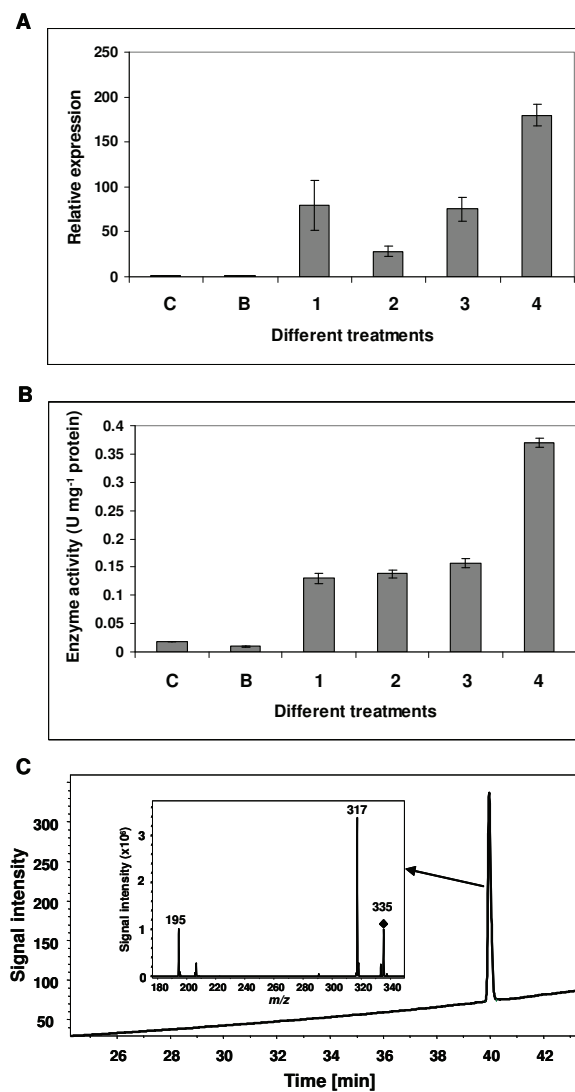 A
Relative expression
250
200
150
100
50
0
C B 1 2 3 4
Different treatments
B
Enzyme activity (U mg⁻¹ protein)
0.4
0.35
0.3
0.25
0.2
0.15
0.1
0.05
0
C B 1 2 3 4
Different treatments
C
Signal intensity
300
250
200
150
100
50
Signal intensity (x10⁶)
3
2
1
0
195
317
335
180 200 220 240 260 280 300 320 340
m/z
26 28 30 32 34 36 38 40 42
Time [min]